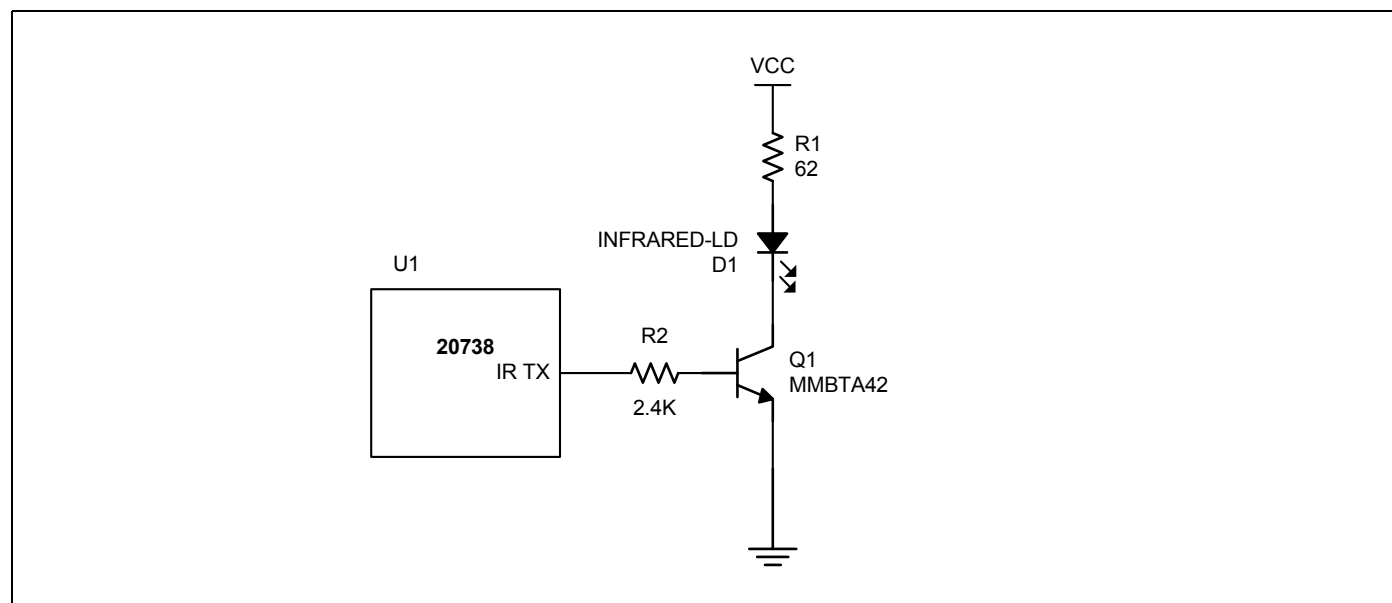 VCC
R1
62
INFRARED-LD
D1
U1
20738
IR TX
R2
2.4K
Q1
MMBTA42